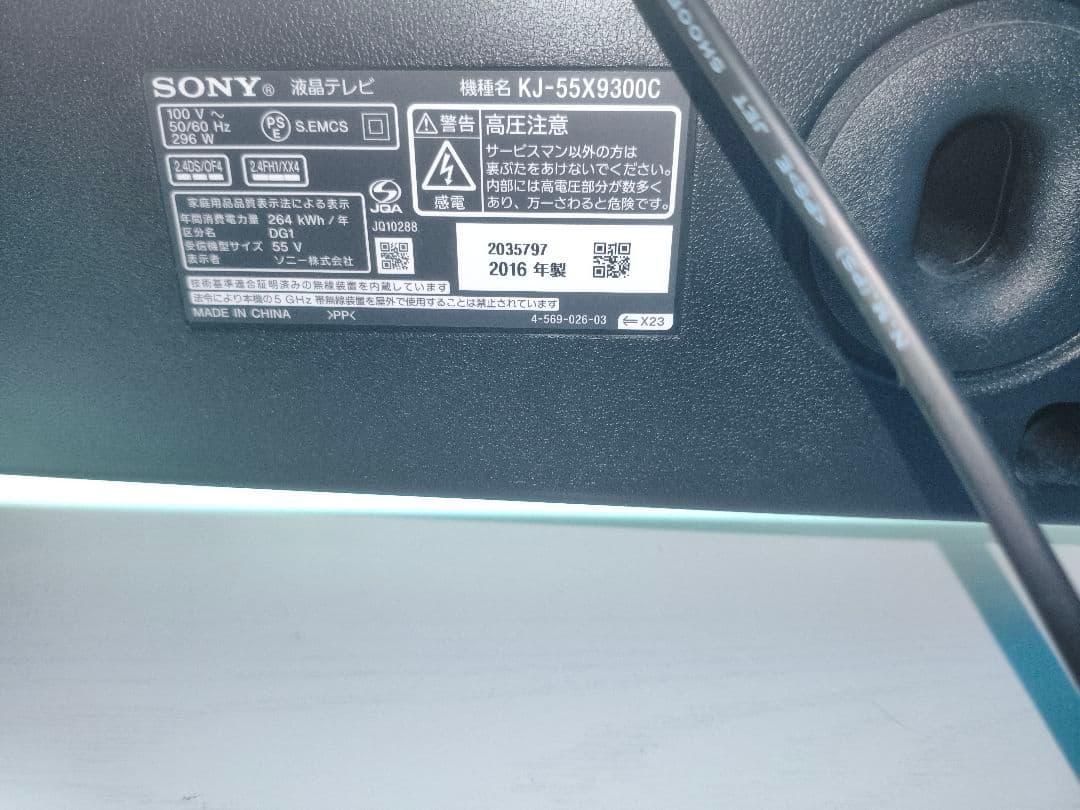 SONY® 液晶テレビ 機種名 KJ-55X9300C
100 V ～
50/60 Hz
296 W
PS
E
S.EMCS
2.4DS/OF4 2.4FH1/XX4
家庭用品品質表示法による表示
年間消費電力量 264 kWh / 年
区分名 DG1
受信機型サイズ 55 V
表示者 ソニー株式会社
JQA
JQ10288
警告 高圧注意
感電
サービスマン以外の方は
裏ぶたをあけないでください。
内部には高電圧部分が数多く
あり、万一さわると危険です。
2035797
2016 年製
技術基準適合証明済みの無線装置を内蔵しています
法令により本機の5 GHz 帯無線装置を屋外で使用することは禁止されています
MADE IN CHINA >PP< 4-569-026-03 X23
JET